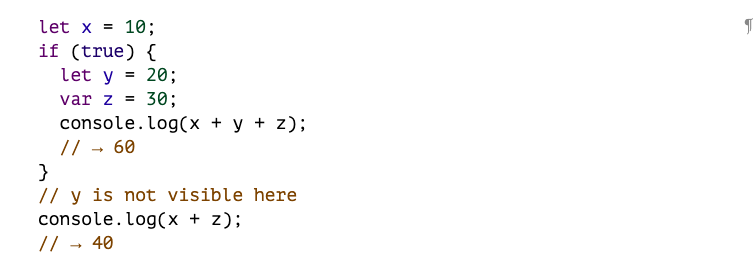 let x = 10;
if (true) {
  let y = 20;
  var z = 30;
  console.log(x + y + z);
  // → 60
}
// y is not visible here
console.log(x + z);
// → 40
¶